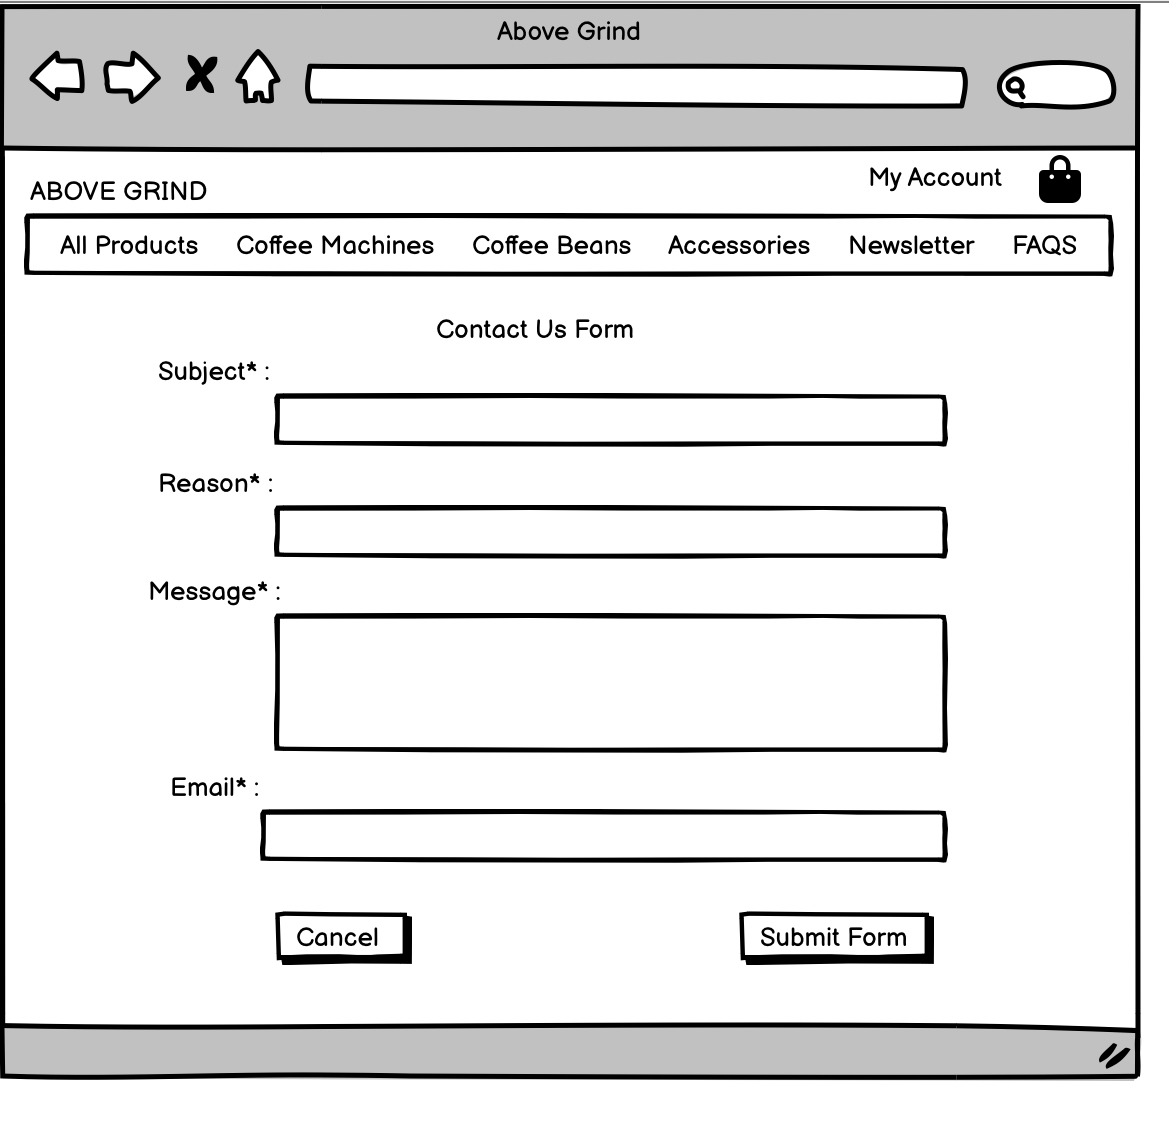 Above Grind
My Account
ABOVE GRIND
All Products Coffee Machines Coffee Beans Accessories Newsletter FAQS
Contact Us Form
Subject* :
Reason* :
Message* :
Email* :
Cancel Submit Form